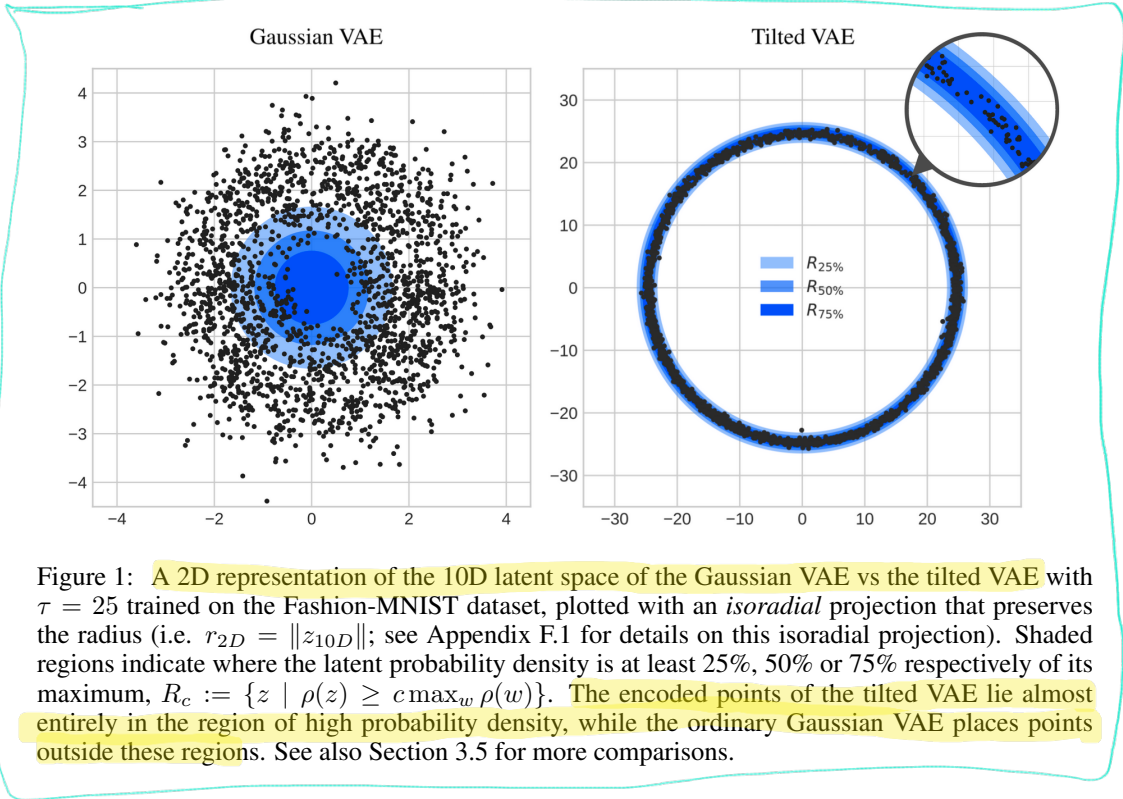 Gaussian VAE
Tilted VAE
4
3
2
1
0
−1
−2
−3
−4
−4
−2
0
2
4
30
20
10
0
−10
−20
−30
−30
−20
−10
0
10
20
30
R25%
R50%
R75%
Figure 1: A 2D representation of the 10D latent space of the Gaussian VAE vs the tilted VAE with
τ = 25 trained on the Fashion-MNIST dataset, plotted with an isoradial projection that preserves
the radius (i.e. r2D = ‖z10D‖; see Appendix F.1 for details on this isoradial projection). Shaded
regions indicate where the latent probability density is at least 25%, 50% or 75% respectively of its
maximum, Rc := {z | ρ(z) ≥ c maxw ρ(w)}. The encoded points of the tilted VAE lie almost
entirely in the region of high probability density, while the ordinary Gaussian VAE places points
outside these regions. See also Section 3.5 for more comparisons.